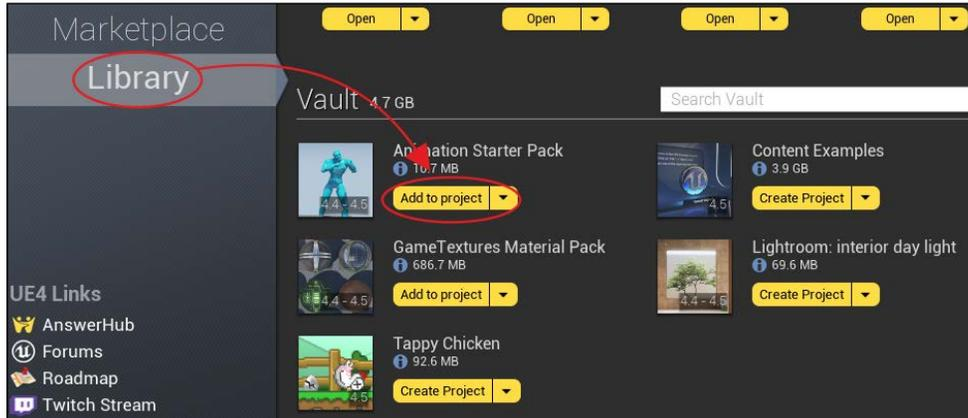 Marketplace
Library
UE4 Links
AnswerHub
Forums
Roadmap
Twitch Stream
Open
Open
Open
Open
Vault 4.7 GB
Search Vault
Animation Starter Pack
10.7 MB
Add to project
4.4 - 4.5
Content Examples
3.9 GB
Create Project
4.5
GameTextures Material Pack
686.7 MB
Add to project
4.4 - 4.5
Lightroom: interior day light
69.6 MB
Create Project
4.4 - 4.5
Tappy Chicken
92.6 MB
Create Project
4.5